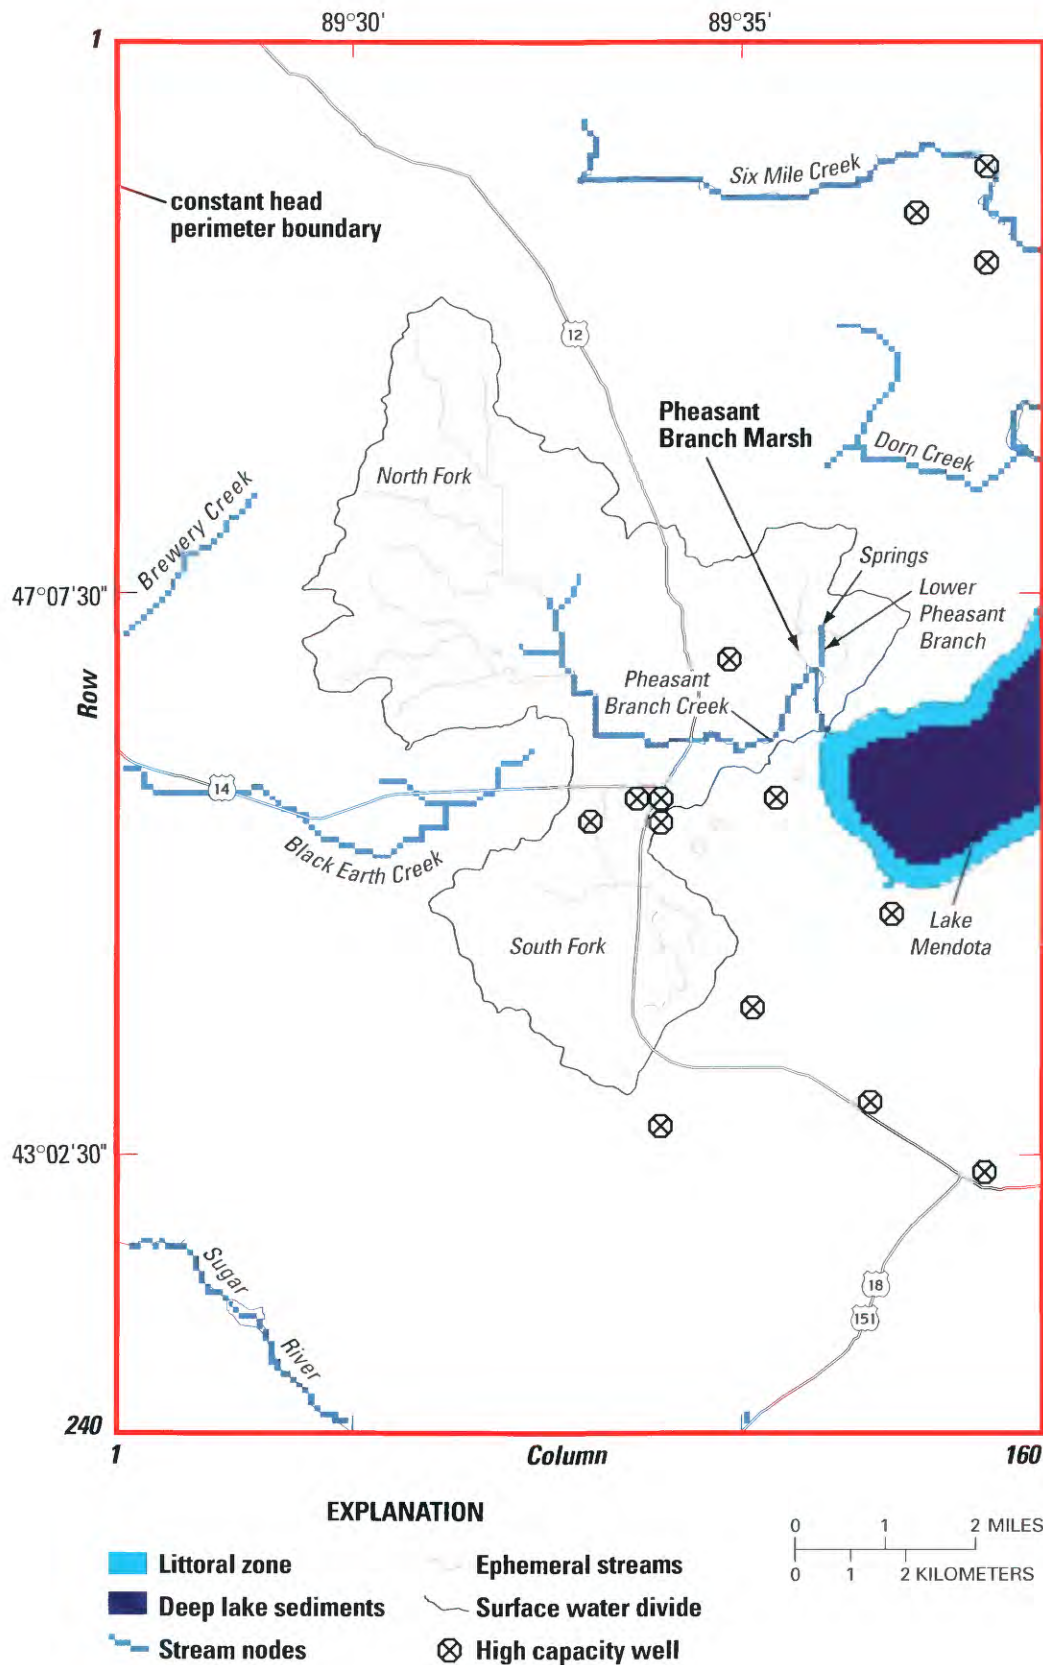 89°30'
89°35'
1
Six Mile Creek
constant head
perimeter boundary
12
Pheasant
Branch Marsh
Dorn Creek
North Fork
Brewery Creek
Springs
47°07'30"
Lower
Pheasant
Branch
Row
Pheasant
Branch Creek
14
Black Earth Creek
Lake
Mendota
South Fork
43°02'30"
Sugar
River
18
151
240
1
Column
160
EXPLANATION
0 1 2 MILES
0 1 2 KILOMETERS
Littoral zone
Ephemeral streams
Deep lake sediments
Surface water divide
Stream nodes
High capacity well